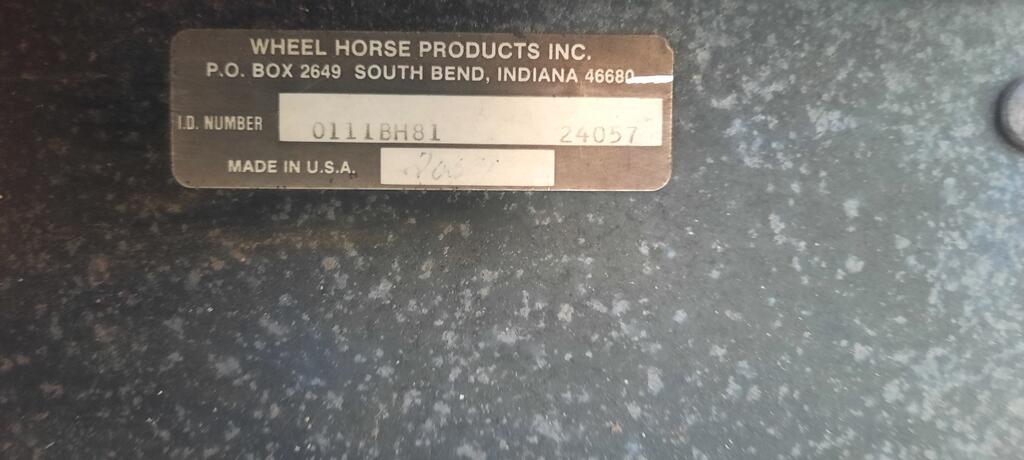 WHEEL HORSE PRODUCTS INC.
P.O. BOX 2649 SOUTH BEND, INDIANA 46680
I.D. NUMBER 0111BH81 24057
MADE IN U.S.A.